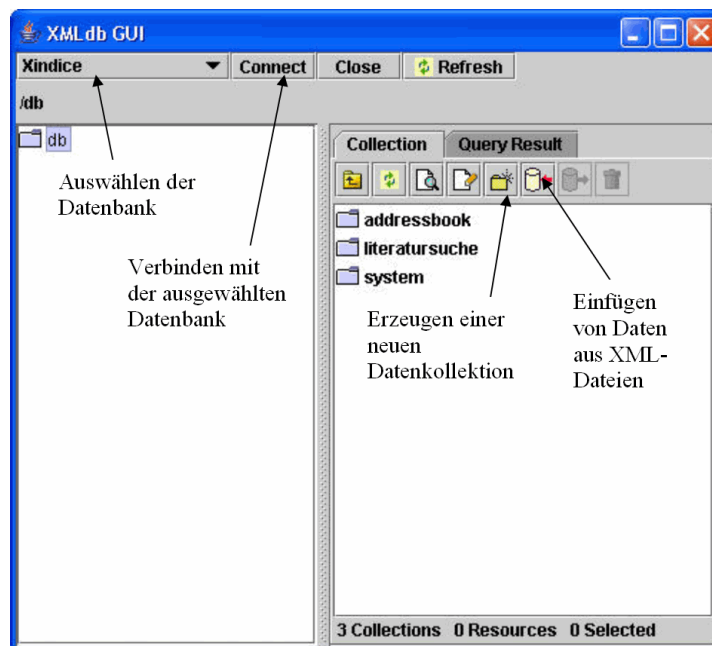 XMLdb GUI
Xindice Connect Close Refresh
/db
db
Auswählen der
Datenbank
Verbinden mit
der ausgewählten
Datenbank
Collection Query Result
addressbook
literatursuche
system
Erzeugen einer
neuen
Datenkollektion
Einfügen
von Daten
aus XML-
Dateien
3 Collections 0 Resources 0 Selected